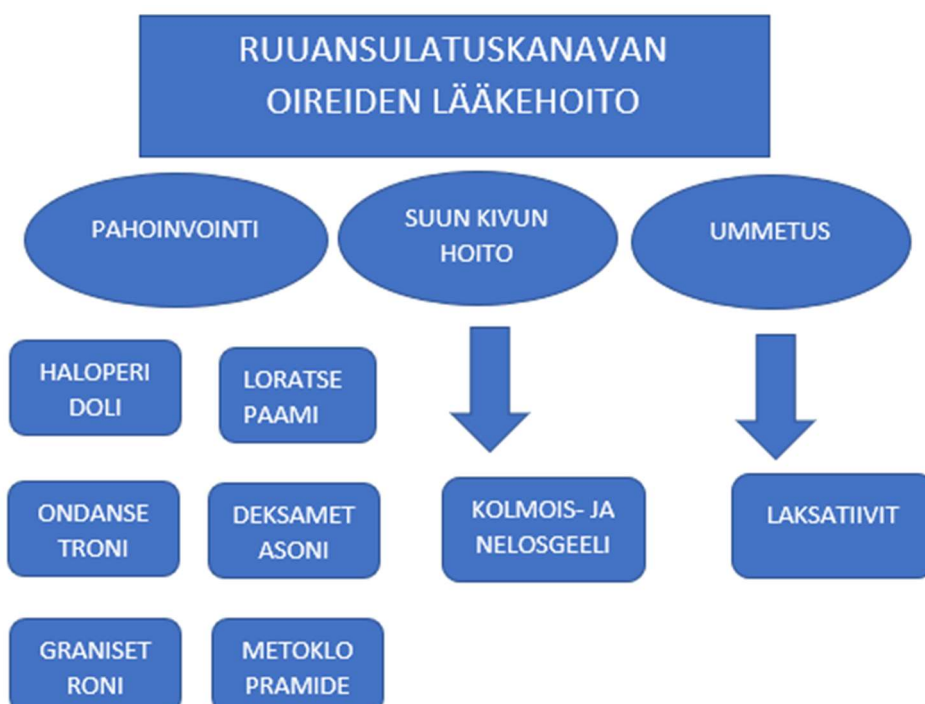 RUUANSULATUSKANAVAN
OIREIDEN LÄÄKEHOITO
PAHOINVOINTI
SUUN KIVUN
HOITO
UMMETUS
HALOPERI
DOLI
LORATSE
PAAMI
ONDANSE
TRONI
DEKSAMET
ASONI
KOLMOIS- JA
NELOSGEELI
LAKSATIIVIT
GRANISET
RONI
METOKLO
PRAMIDE